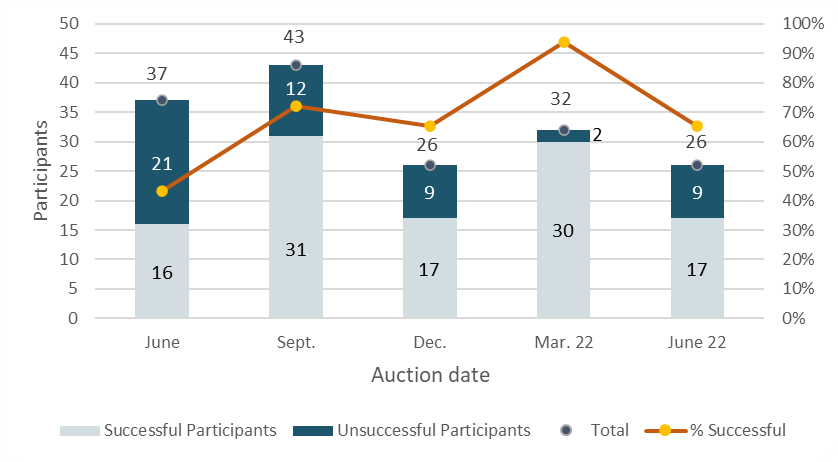 50 100%
45 43 90%
40 37 80%
35 12 32 70%
30 26 2 26 60%
25 21 50%
20 9 9 40%
15 31 30 30%
10 16 17 17 20%
5 10%
0 0%
Participants
June Sept. Dec. Mar. 22 June 22
Auction date
Successful Participants Unsuccessful Participants Total % Successful